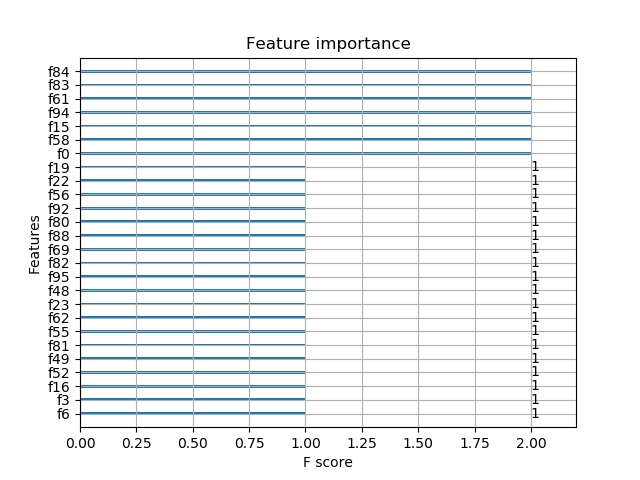 Feature importance
f84
f83
f61
f94
f15
f58
f0
f19 1
f22 1
f56 1
f92 1
f80 1
f88 1
f69 1
f82 1
f95 1
f48 1
f23 1
f62 1
f55 1
f81 1
f49 1
f52 1
f16 1
f3 1
f6 1
Features
0.00 0.25 0.50 0.75 1.00 1.25 1.50 1.75 2.00
F score